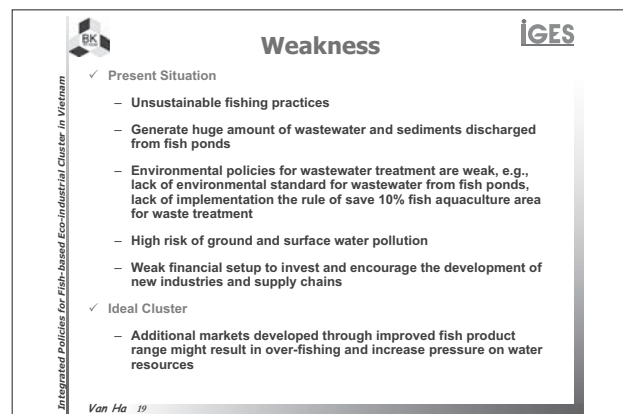 BK
Weakness
IGES
Integrated Policies for Fish-based Eco-industrial Cluster in Vietnam
✓ Present Situation
– Unsustainable fishing practices
– Generate huge amount of wastewater and sediments discharged
from fish ponds
– Environmental policies for wastewater treatment are weak, e.g.,
lack of environmental standard for wastewater from fish ponds,
lack of implementation the rule of save 10% fish aquaculture area
for waste treatment
– High risk of ground and surface water pollution
– Weak financial setup to invest and encourage the development of
new industries and supply chains
✓ Ideal Cluster
– Additional markets developed through improved fish product
range might result in over-fishing and increase pressure on water
resources
Van Ha 19